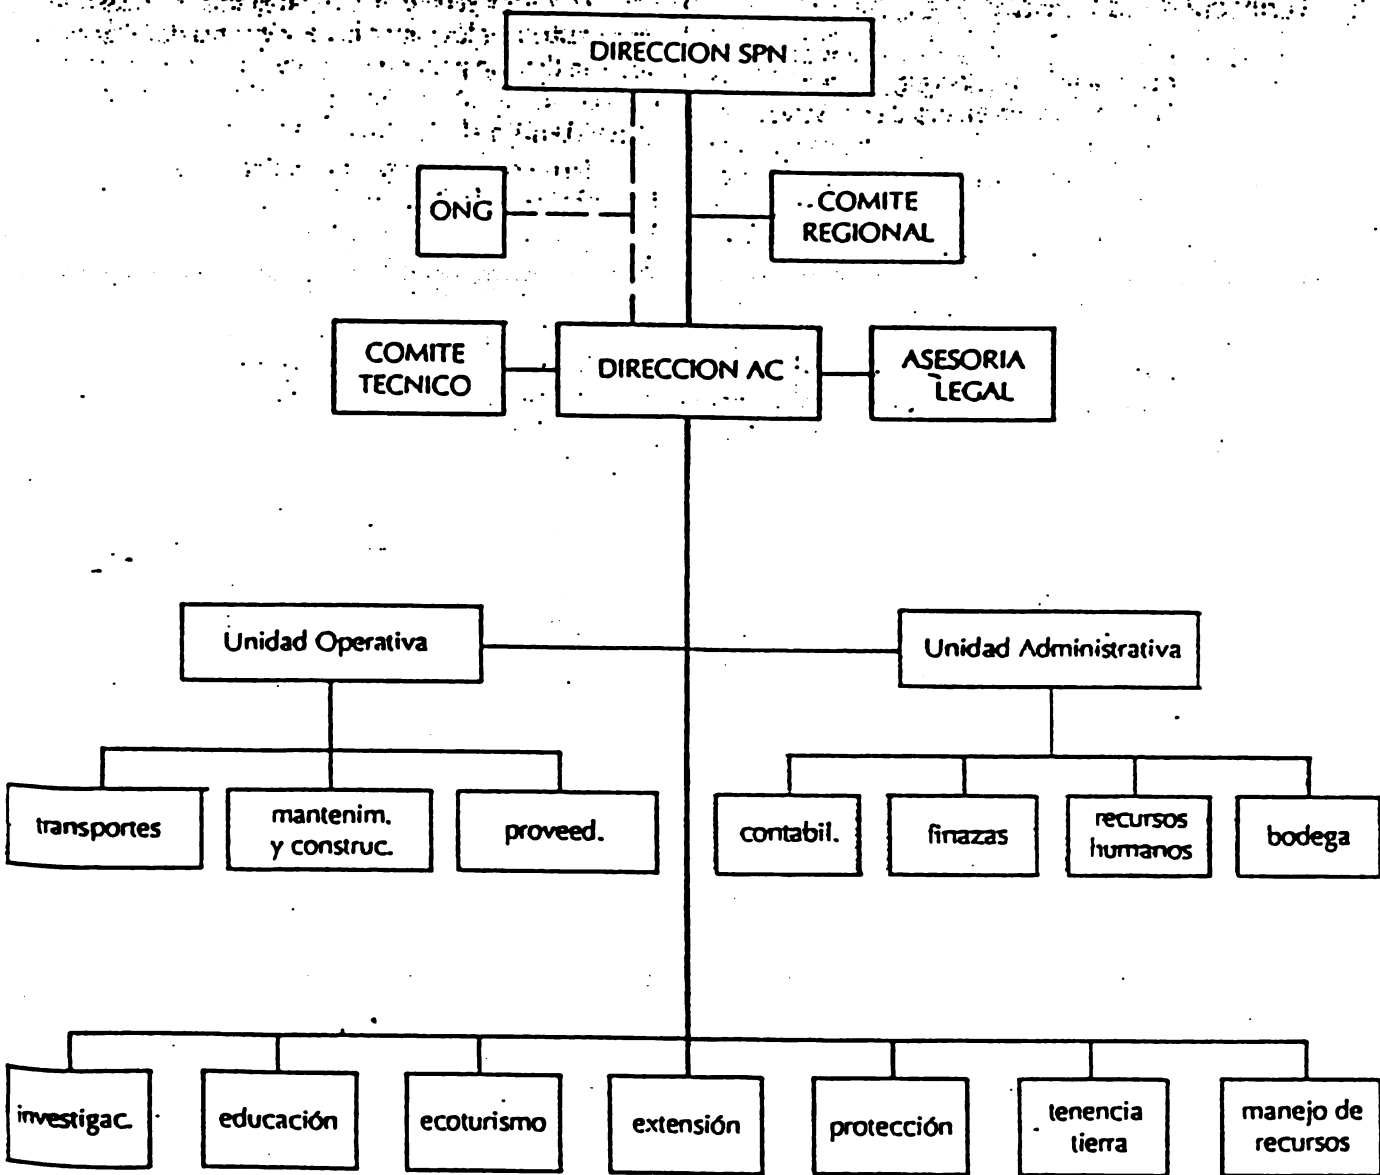 DIRECCION SPN
ONG
COMITE
REGIONAL
COMITE
TECNICO
DIRECCION AC
ASESORIA
LEGAL
Unidad Operativa
Unidad Administrativa
transportes
mantenim.
y construc.
proveed.
contabil.
finazas
recursos
humanos
bodega
investigac.
educación
ecoturismo
extensión
protección
tenencia
tierra
manejo de
recursos